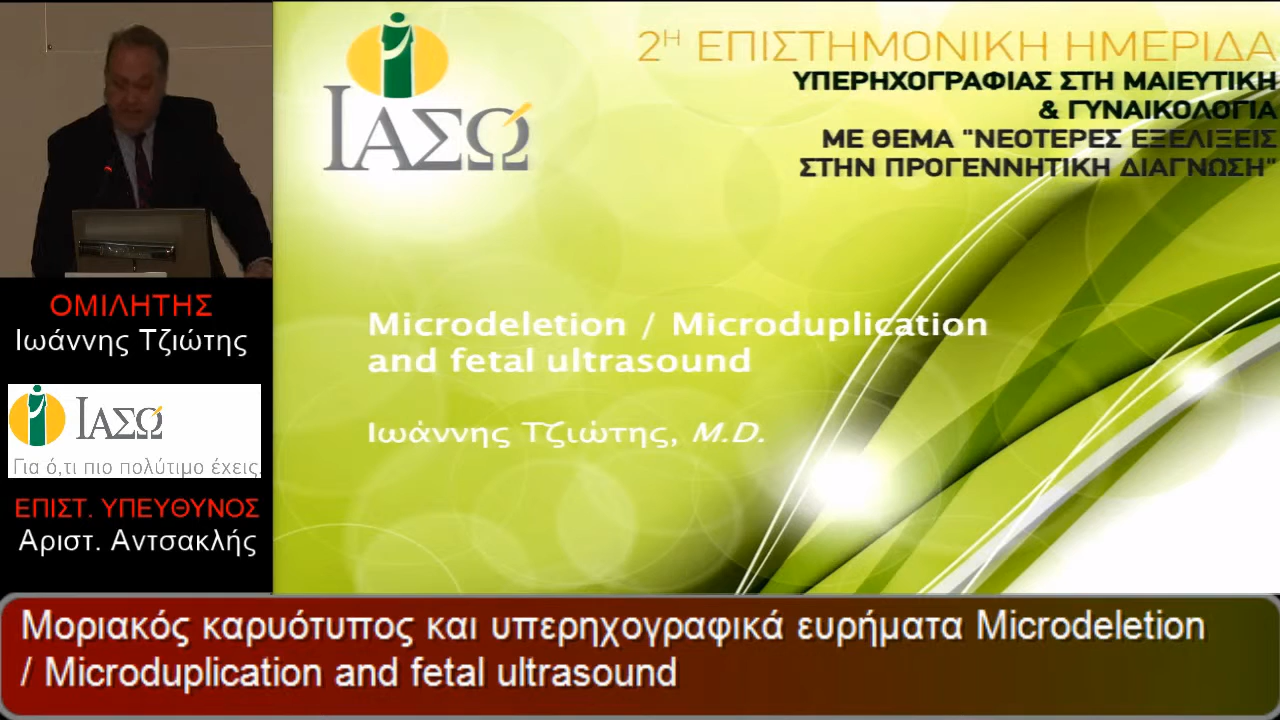 ΙΑΣΩ
2Η ΕΠΙΣΤΗΜΟΝΙΚΗ ΗΜΕΡΙΔΑ
ΥΠΕΡΗΧΟΓΡΑΦΙΑΣ ΣΤΗ ΜΑΙΕΥΤΙΚΗ
& ΓΥΝΑΙΚΟΛΟΓΙΑ
ΜΕ ΘΕΜΑ "ΝΕΟΤΕΡΕΣ ΕΞΕΛΙΞΕΙΣ
ΣΤΗΝ ΠΡΟΓΕΝΝΗΤΙΚΗ ΔΙΑΓΝΩΣΗ"
Microdeletion / Microduplication
and fetal ultrasound
Ιωάννης Τζιώτης, M.D.
ΟΜΙΛΗΤΗΣ
Ιωάννης Τζιώτης
ΙΑΣΩ
Για ό,τι πιο πολύτιμο έχεις.
ΕΠΙΣΤ. ΥΠΕΥΘΥΝΟΣ
Αριστ. Αντσακλής
Μοριακός καρυότυπος και υπερηχογραφικά ευρήματα Microdeletion
/ Microduplication and fetal ultrasound